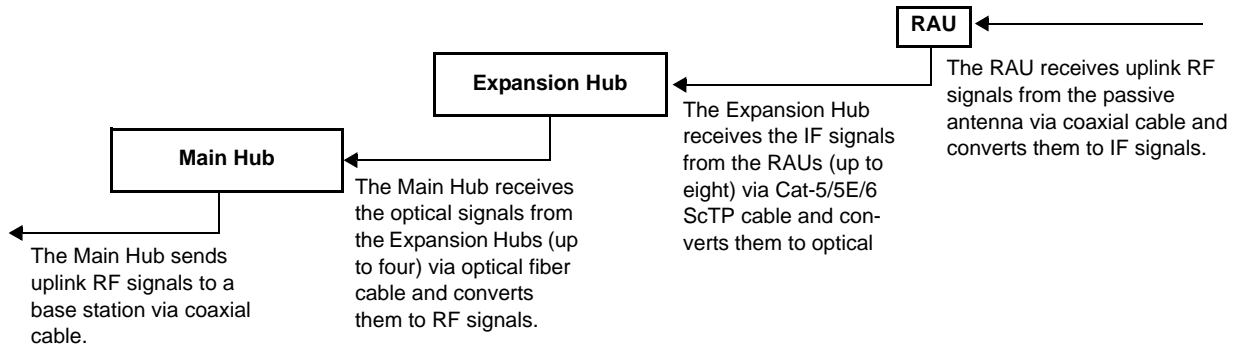 RAU
The RAU receives uplink RF
signals from the passive
antenna via coaxial cable and
converts them to IF signals.
Expansion Hub
The Expansion Hub
receives the IF signals
from the RAUs (up to
eight) via Cat-5/5E/6
ScTP cable and con-
verts them to optical
Main Hub
The Main Hub receives
the optical signals from
the Expansion Hubs (up
to four) via optical fiber
cable and converts
them to RF signals.
The Main Hub sends
uplink RF signals to a
base station via coaxial
cable.